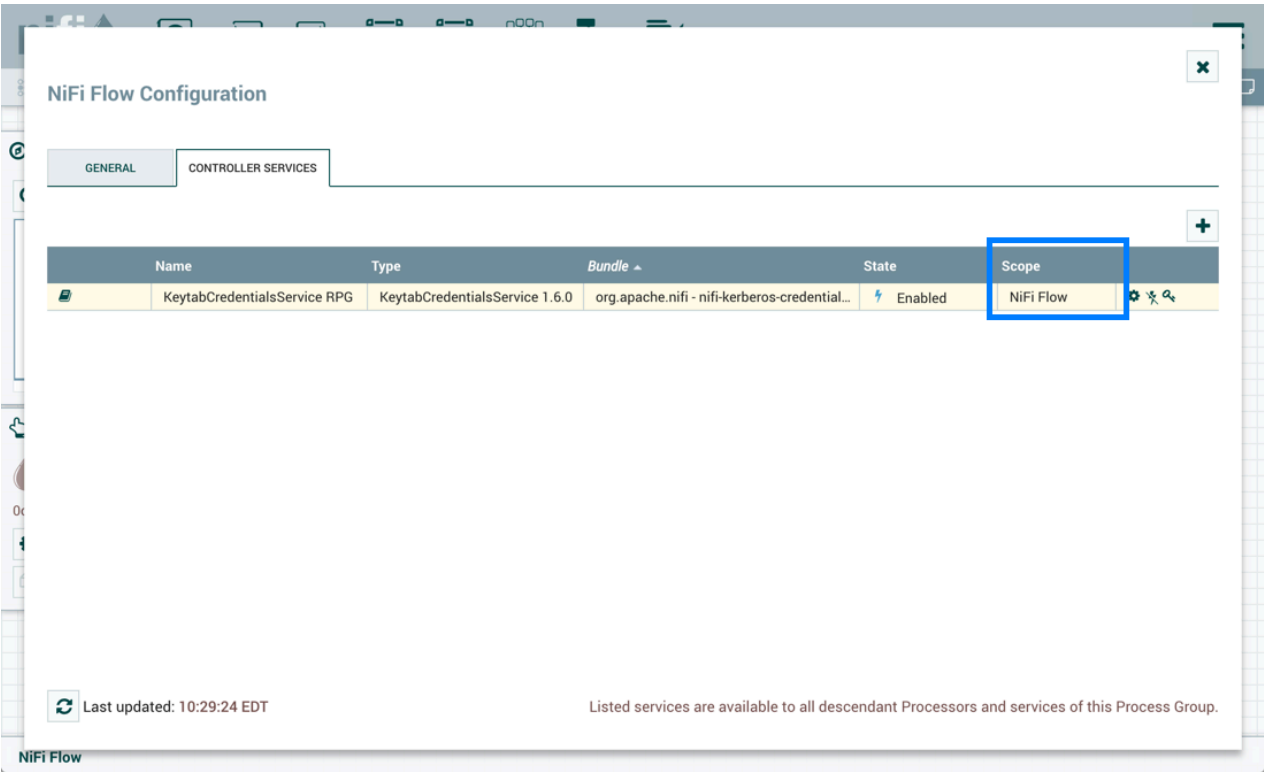 NiFi Flow Configuration
GENERAL CONTROLLER SERVICES
Name Type Bundle State Scope
KeytabCredentialsService RPG KeytabCredentialsService 1.6.0 org.apache.nifi - nifi-kerberos-credential... Enabled NiFi Flow
Last updated: 10:29:24 EDT Listed services are available to all descendant Processors and services of this Process Group.
NiFi Flow